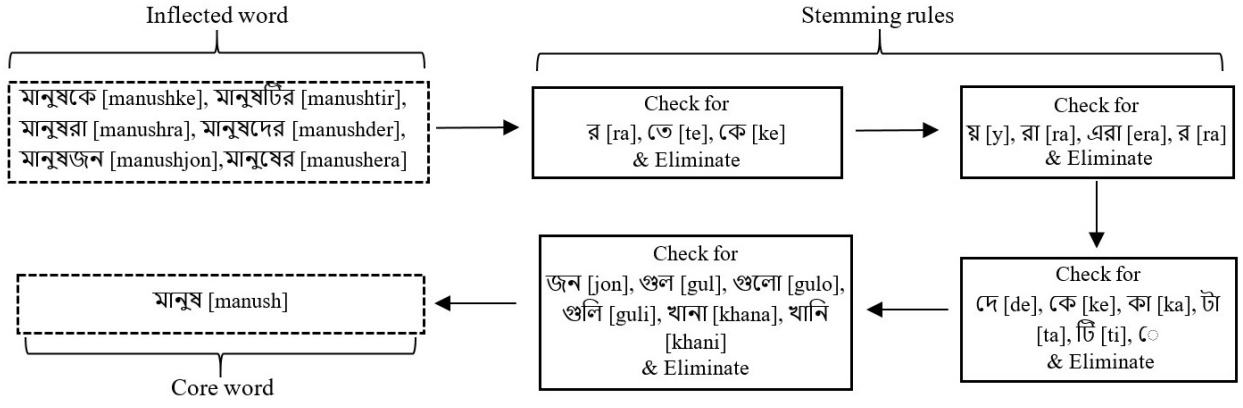 Inflected word
Stemming rules
মানুষকে [manushke], মানুষটির [manushtir],
মানুষরা [manushra], মানুষদের [manushder],
মানুষজন [manushjon],মানুষের [manushera]
Check for
র [ra], তে [te], কে [ke]
& Eliminate
Check for
য় [y], রা [ra], এরা [era], র [ra]
& Eliminate
Check for
দে [de], কে [ke], কা [ka], টা
[ta], টি [ti], ে
& Eliminate
Check for
জন [jon], গুল [gul], গুলো [gulo],
গুলি [guli], খানা [khana], খানি
[khani]
& Eliminate
মানুষ [manush]
Core word